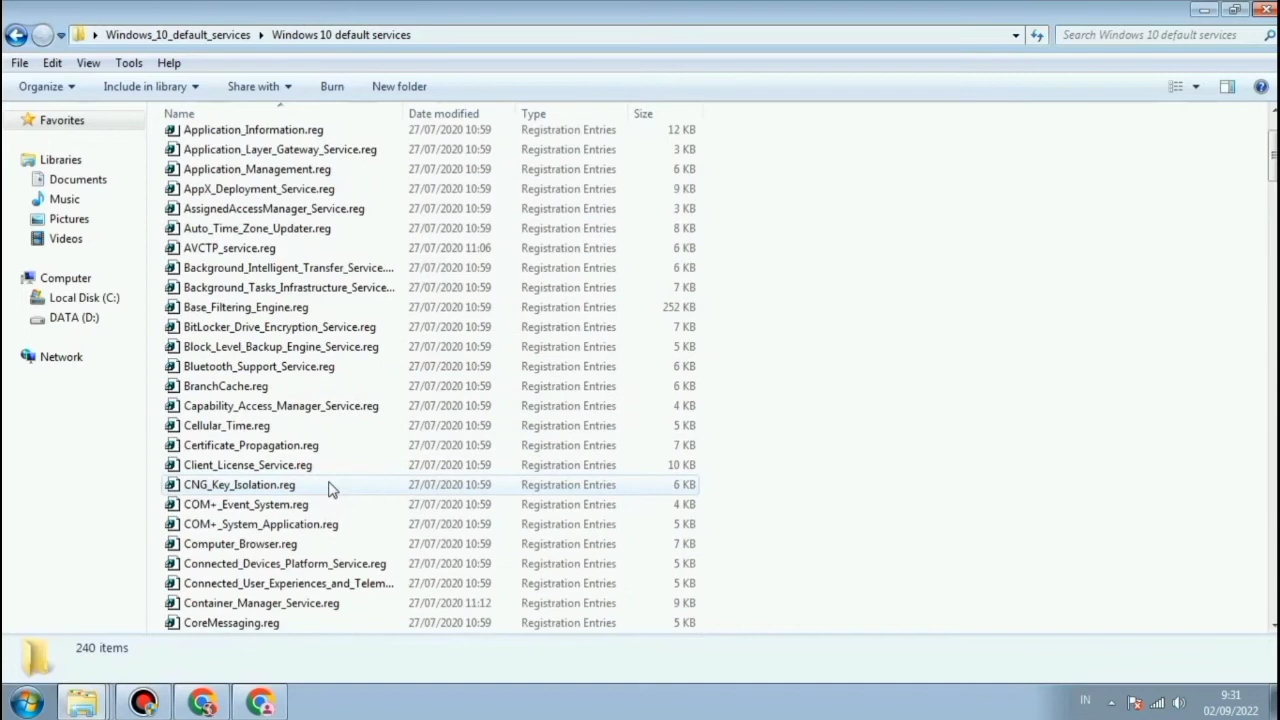 Windows_10_default_services Windows 10 default services Search Windows 10 default services
File Edit View Tools Help
Organize Include in library Share with Burn New folder
Favorites
Libraries
Documents
Music
Pictures
Videos
Computer
Local Disk (C:)
DATA (D:)
Network
Name Date modified Type Size
Application_Information.reg 27/07/2020 10:59 Registration Entries 12 KB
Application_Layer_Gateway_Service.reg 27/07/2020 10:59 Registration Entries 3 KB
Application_Management.reg 27/07/2020 10:59 Registration Entries 6 KB
AppX_Deployment_Service.reg 27/07/2020 10:59 Registration Entries 9 KB
AssignedAccessManager_Service.reg 27/07/2020 10:59 Registration Entries 3 KB
Auto_Time_Zone_Updater.reg 27/07/2020 10:59 Registration Entries 8 KB
AVCTP_service.reg 27/07/2020 11:06 Registration Entries 6 KB
Background_Intelligent_Transfer_Service.... 27/07/2020 10:59 Registration Entries 6 KB
Background_Tasks_Infrastructure_Service... 27/07/2020 10:59 Registration Entries 7 KB
Base_Filtering_Engine.reg 27/07/2020 10:59 Registration Entries 252 KB
BitLocker_Drive_Encryption_Service.reg 27/07/2020 10:59 Registration Entries 7 KB
Block_Level_Backup_Engine_Service.reg 27/07/2020 10:59 Registration Entries 5 KB
Bluetooth_Support_Service.reg 27/07/2020 10:59 Registration Entries 6 KB
BranchCache.reg 27/07/2020 10:59 Registration Entries 6 KB
Capability_Access_Manager_Service.reg 27/07/2020 10:59 Registration Entries 4 KB
Cellular_Time.reg 27/07/2020 10:59 Registration Entries 5 KB
Certificate_Propagation.reg 27/07/2020 10:59 Registration Entries 7 KB
Client_License_Service.reg 27/07/2020 10:59 Registration Entries 10 KB
CNG_Key_Isolation.reg 27/07/2020 10:59 Registration Entries 6 KB
COM+_Event_System.reg 27/07/2020 10:59 Registration Entries 4 KB
COM+_System_Application.reg 27/07/2020 10:59 Registration Entries 5 KB
Computer_Browser.reg 27/07/2020 10:59 Registration Entries 7 KB
Connected_Devices_Platform_Service.reg 27/07/2020 10:59 Registration Entries 5 KB
Connected_User_Experiences_and_Telem... 27/07/2020 10:59 Registration Entries 5 KB
Container_Manager_Service.reg 27/07/2020 11:12 Registration Entries 9 KB
CoreMessaging.reg 27/07/2020 10:59 Registration Entries 5 KB
240 items
IN 9:31
02/09/2022